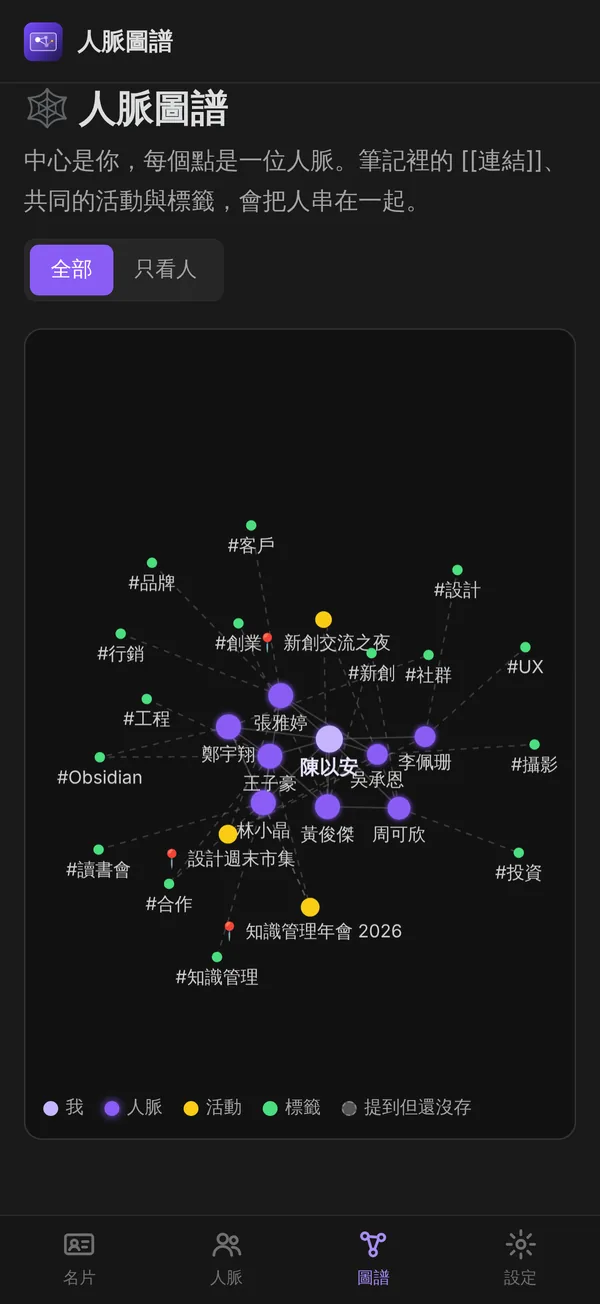 人脈圖譜
人脈圖譜
中心是你，每個點是一位人脈。筆記裡的 [[連結]]、
共同的活動與標籤，會把人串在一起。
全部
只看人
#客戶
#品牌
#設計
#創業
新創交流之夜
#行銷
#新創
#社群
#UX
#工程
張雅婷
鄭宇翔
陳以安
李佩珊
#攝影
#Obsidian
王子豪
吳承恩
林小晶
黃俊傑
周可欣
設計週末市集
#讀書會
#投資
#合作
知識管理年會 2026
#知識管理
我
人脈
活動
標籤
提到但還沒存
名片
人脈
圖譜
設定